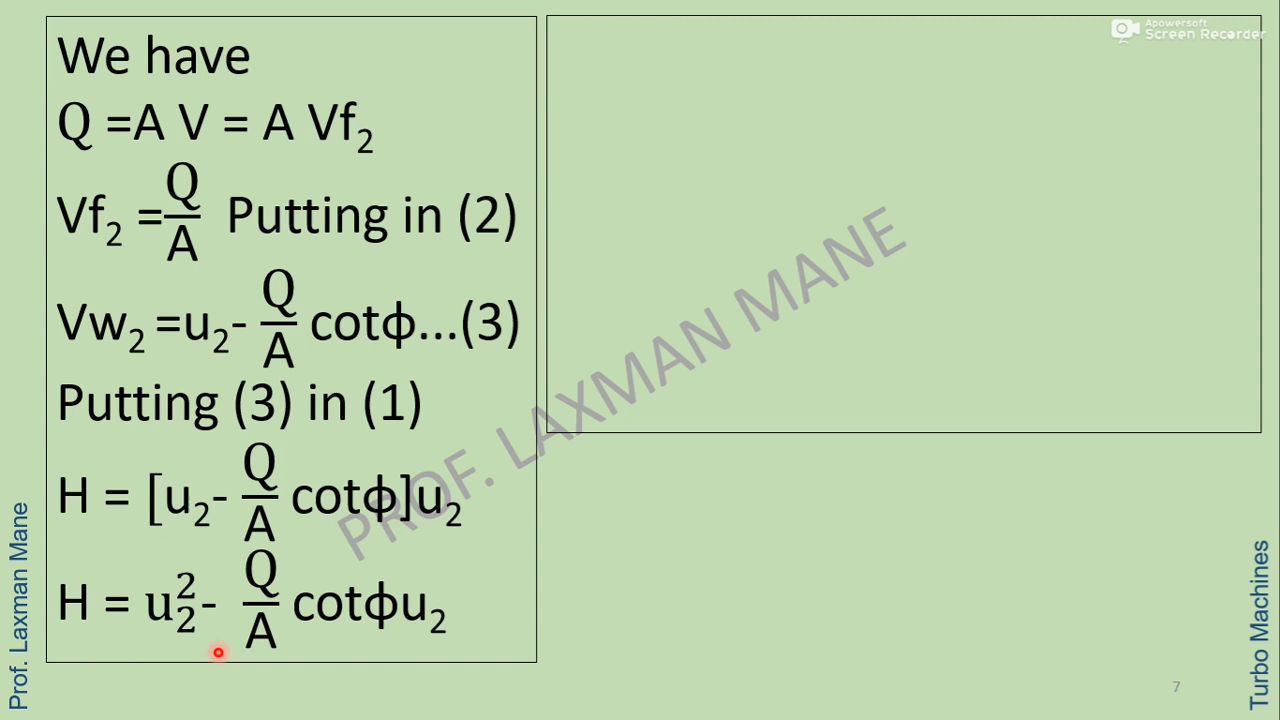 We have
Q =A V = A Vf₂
Vf₂ =Q/A Putting in (2)
Vw₂ =u₂- Q/A cotϕ...(3)
Putting (3) in (1)
H = [u₂- Q/A cotϕ]u₂
H = u₂²- Q/A cotϕu₂
PROF. LAXMAN MANE
Prof. Laxman Mane
Apowersoft
Screen Recorder
Turbo Machines
7